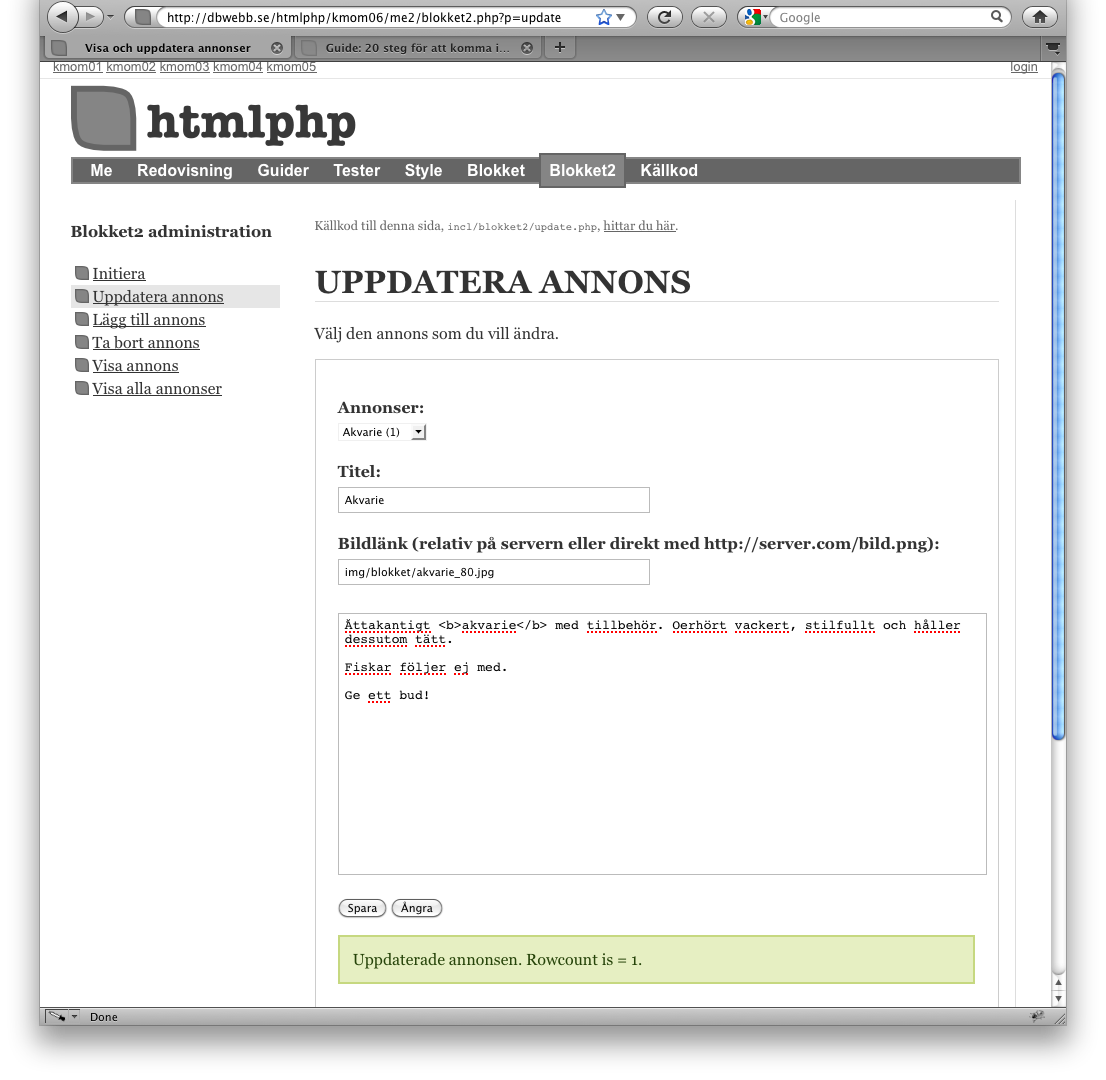 http://dbwebb.se/htmlphp/kmom06/me2/blokket2.php?p=update
Google
Visa och uppdatera annonser
Guide: 20 steg för att komma i...
kmom01 kmom02 kmom03 kmom04 kmom05
login
htmlphp
Me Redovisning Guider Tester Style Blokket Blokket2 Källkod
Blokket2 administration
Initiera
Uppdatera annons
Lägg till annons
Ta bort annons
Visa annons
Visa alla annonser
Källkod till denna sida, incl/blokket2/update.php, hittar du här.
UPPDATERA ANNONS
Välj den annons som du vill ändra.
Annonser:
Akvarie (1)
Titel:
Akvarie
Bildlänk (relativ på servern eller direkt med http://server.com/bild.png):
img/blokket/akvarie_80.jpg
Åttakantigt <b>akvarie</b> med tillbehör. Oerhört vackert, stilfullt och håller
dessutom tätt.
Fiskar följer ej med.
Ge ett bud!
Spara Ångra
Uppdaterade annonsen. Rowcount is = 1.
Done